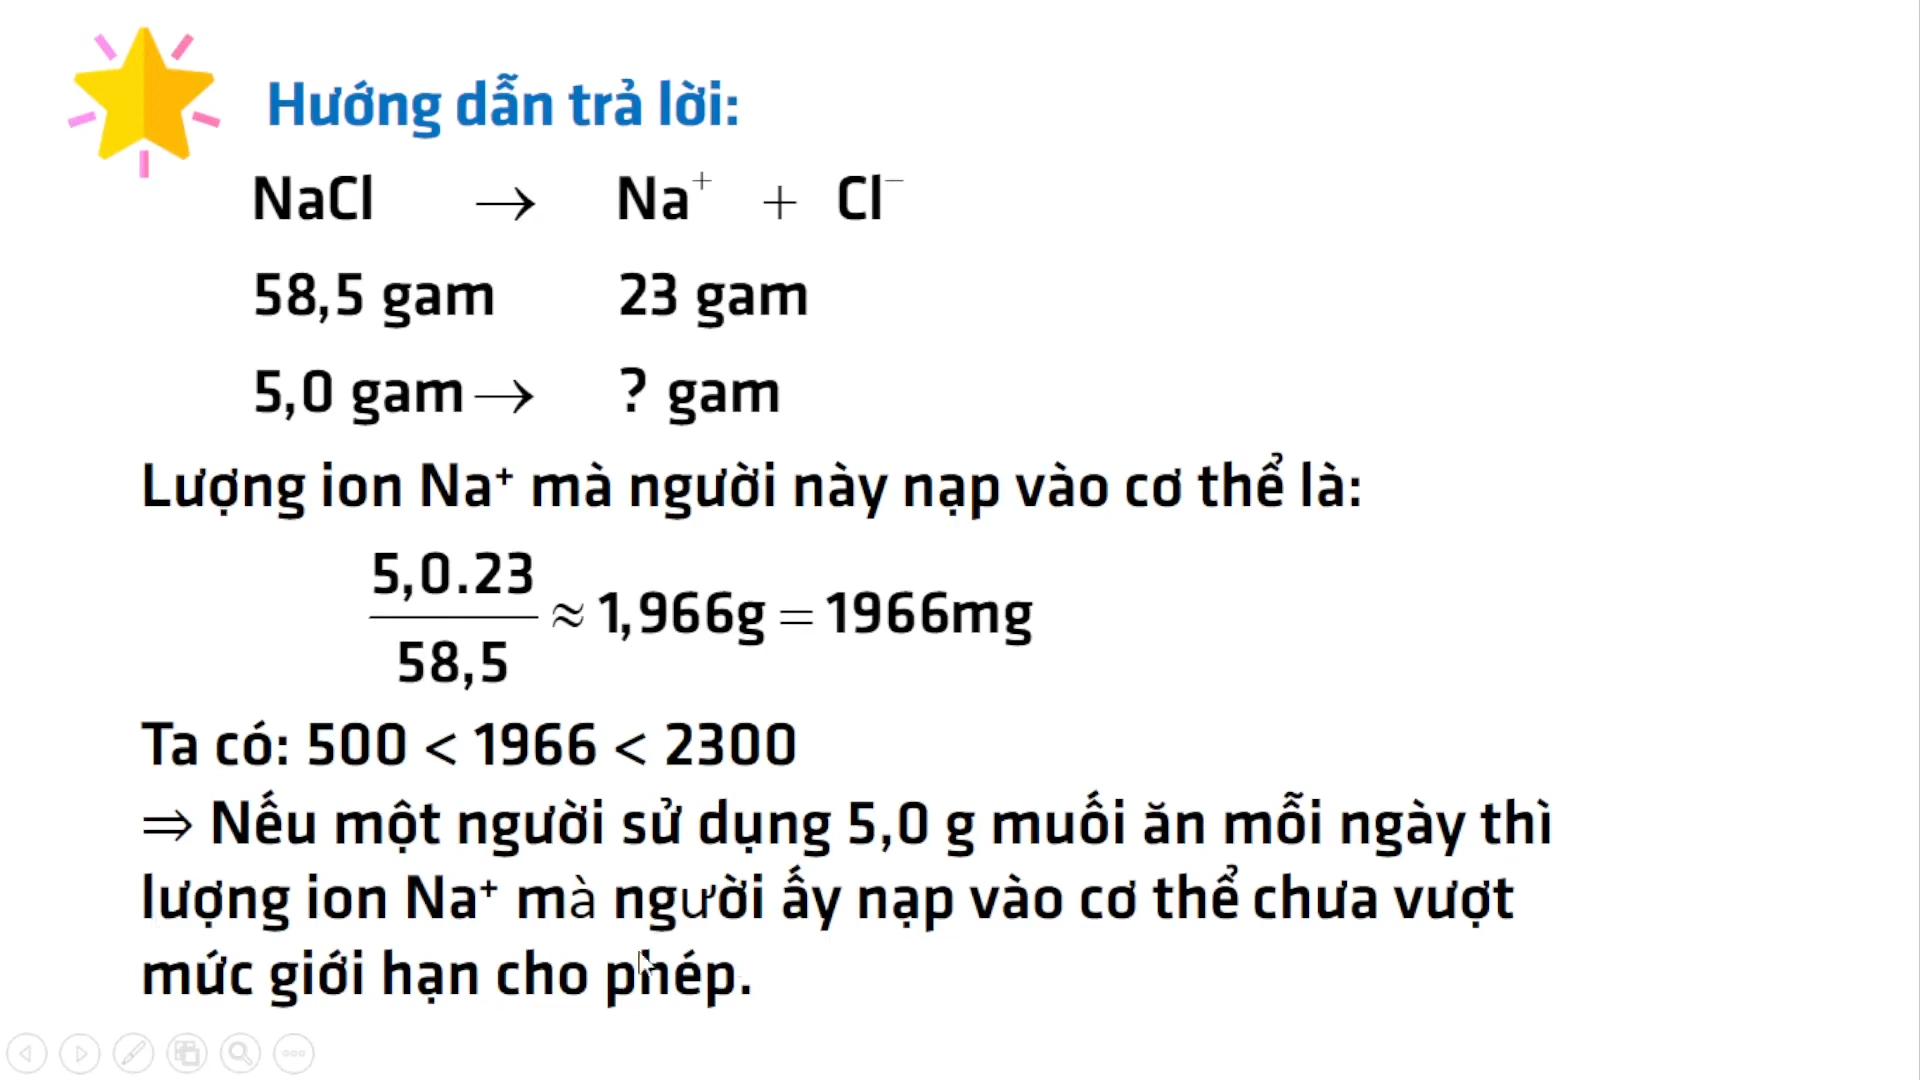 Hướng dẫn trả lời:
NaCl → Na⁺ + Cl⁻
58,5 gam 23 gam
5,0 gam → ? gam
Lượng ion Na⁺ mà người này nạp vào cơ thể là:
5,0.23
≈ 1,966g = 1966mg
58,5
Ta có: 500 < 1966 < 2300
⇒ Nếu một người sử dụng 5,0 g muối ăn mỗi ngày thì
lượng ion Na⁺ mà người ấy nạp vào cơ thể chưa vượt
mức giới hạn cho phép.